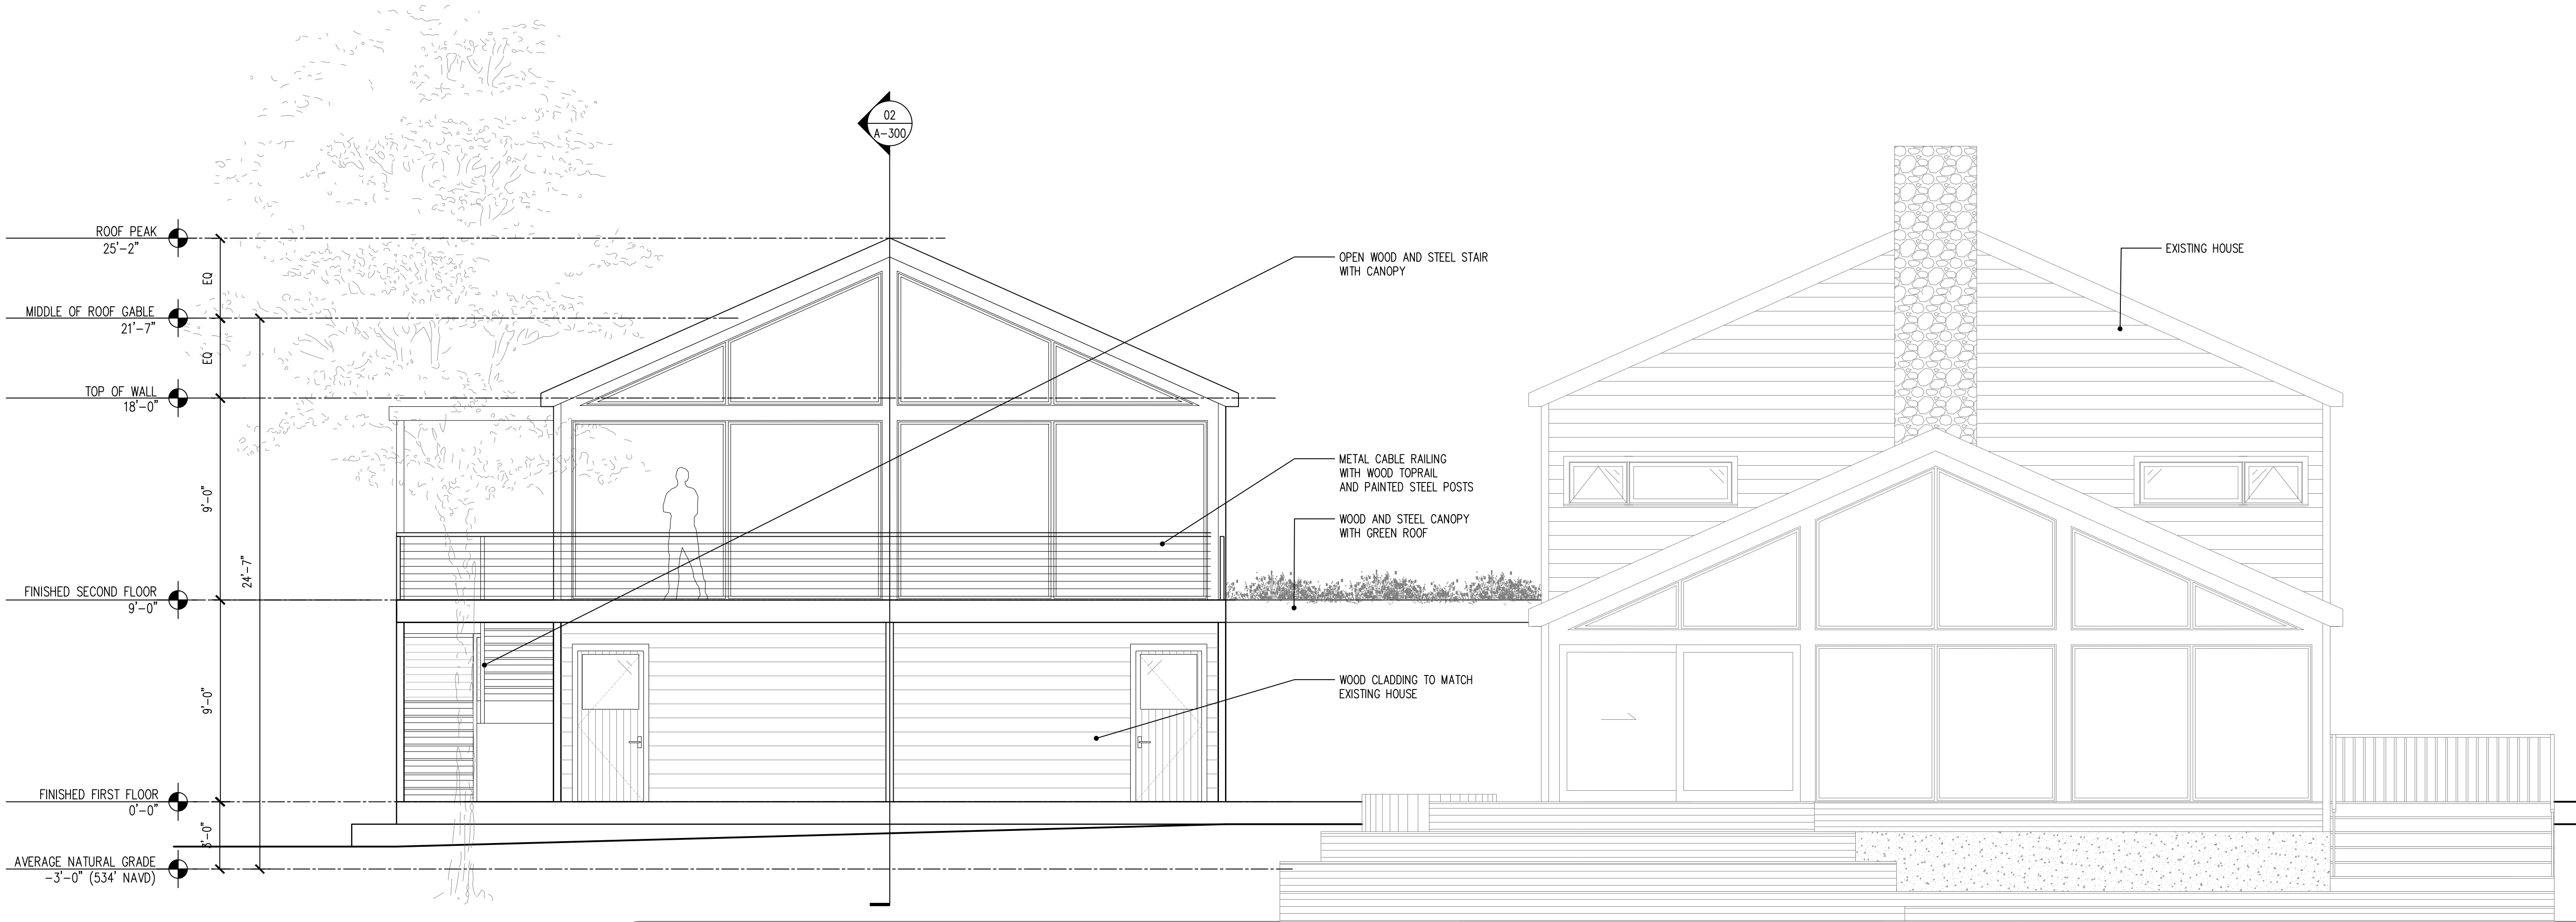 02
A-300
ROOF PEAK
25'-2"
EQ
MIDDLE OF ROOF GABLE
21'-7"
EQ
TOP OF WALL
18'-0"
9'-0"
24'-7"
FINISHED SECOND FLOOR
9'-0"
9'-0"
FINISHED FIRST FLOOR
0'-0"
3'-0"
AVERAGE NATURAL GRADE
-3'-0" (534' NAVD)
OPEN WOOD AND STEEL STAIR
WITH CANOPY
METAL CABLE RAILING
WITH WOOD TOPRAIL
AND PAINTED STEEL POSTS
WOOD AND STEEL CANOPY
WITH GREEN ROOF
WOOD CLADDING TO MATCH
EXISTING HOUSE
EXISTING HOUSE